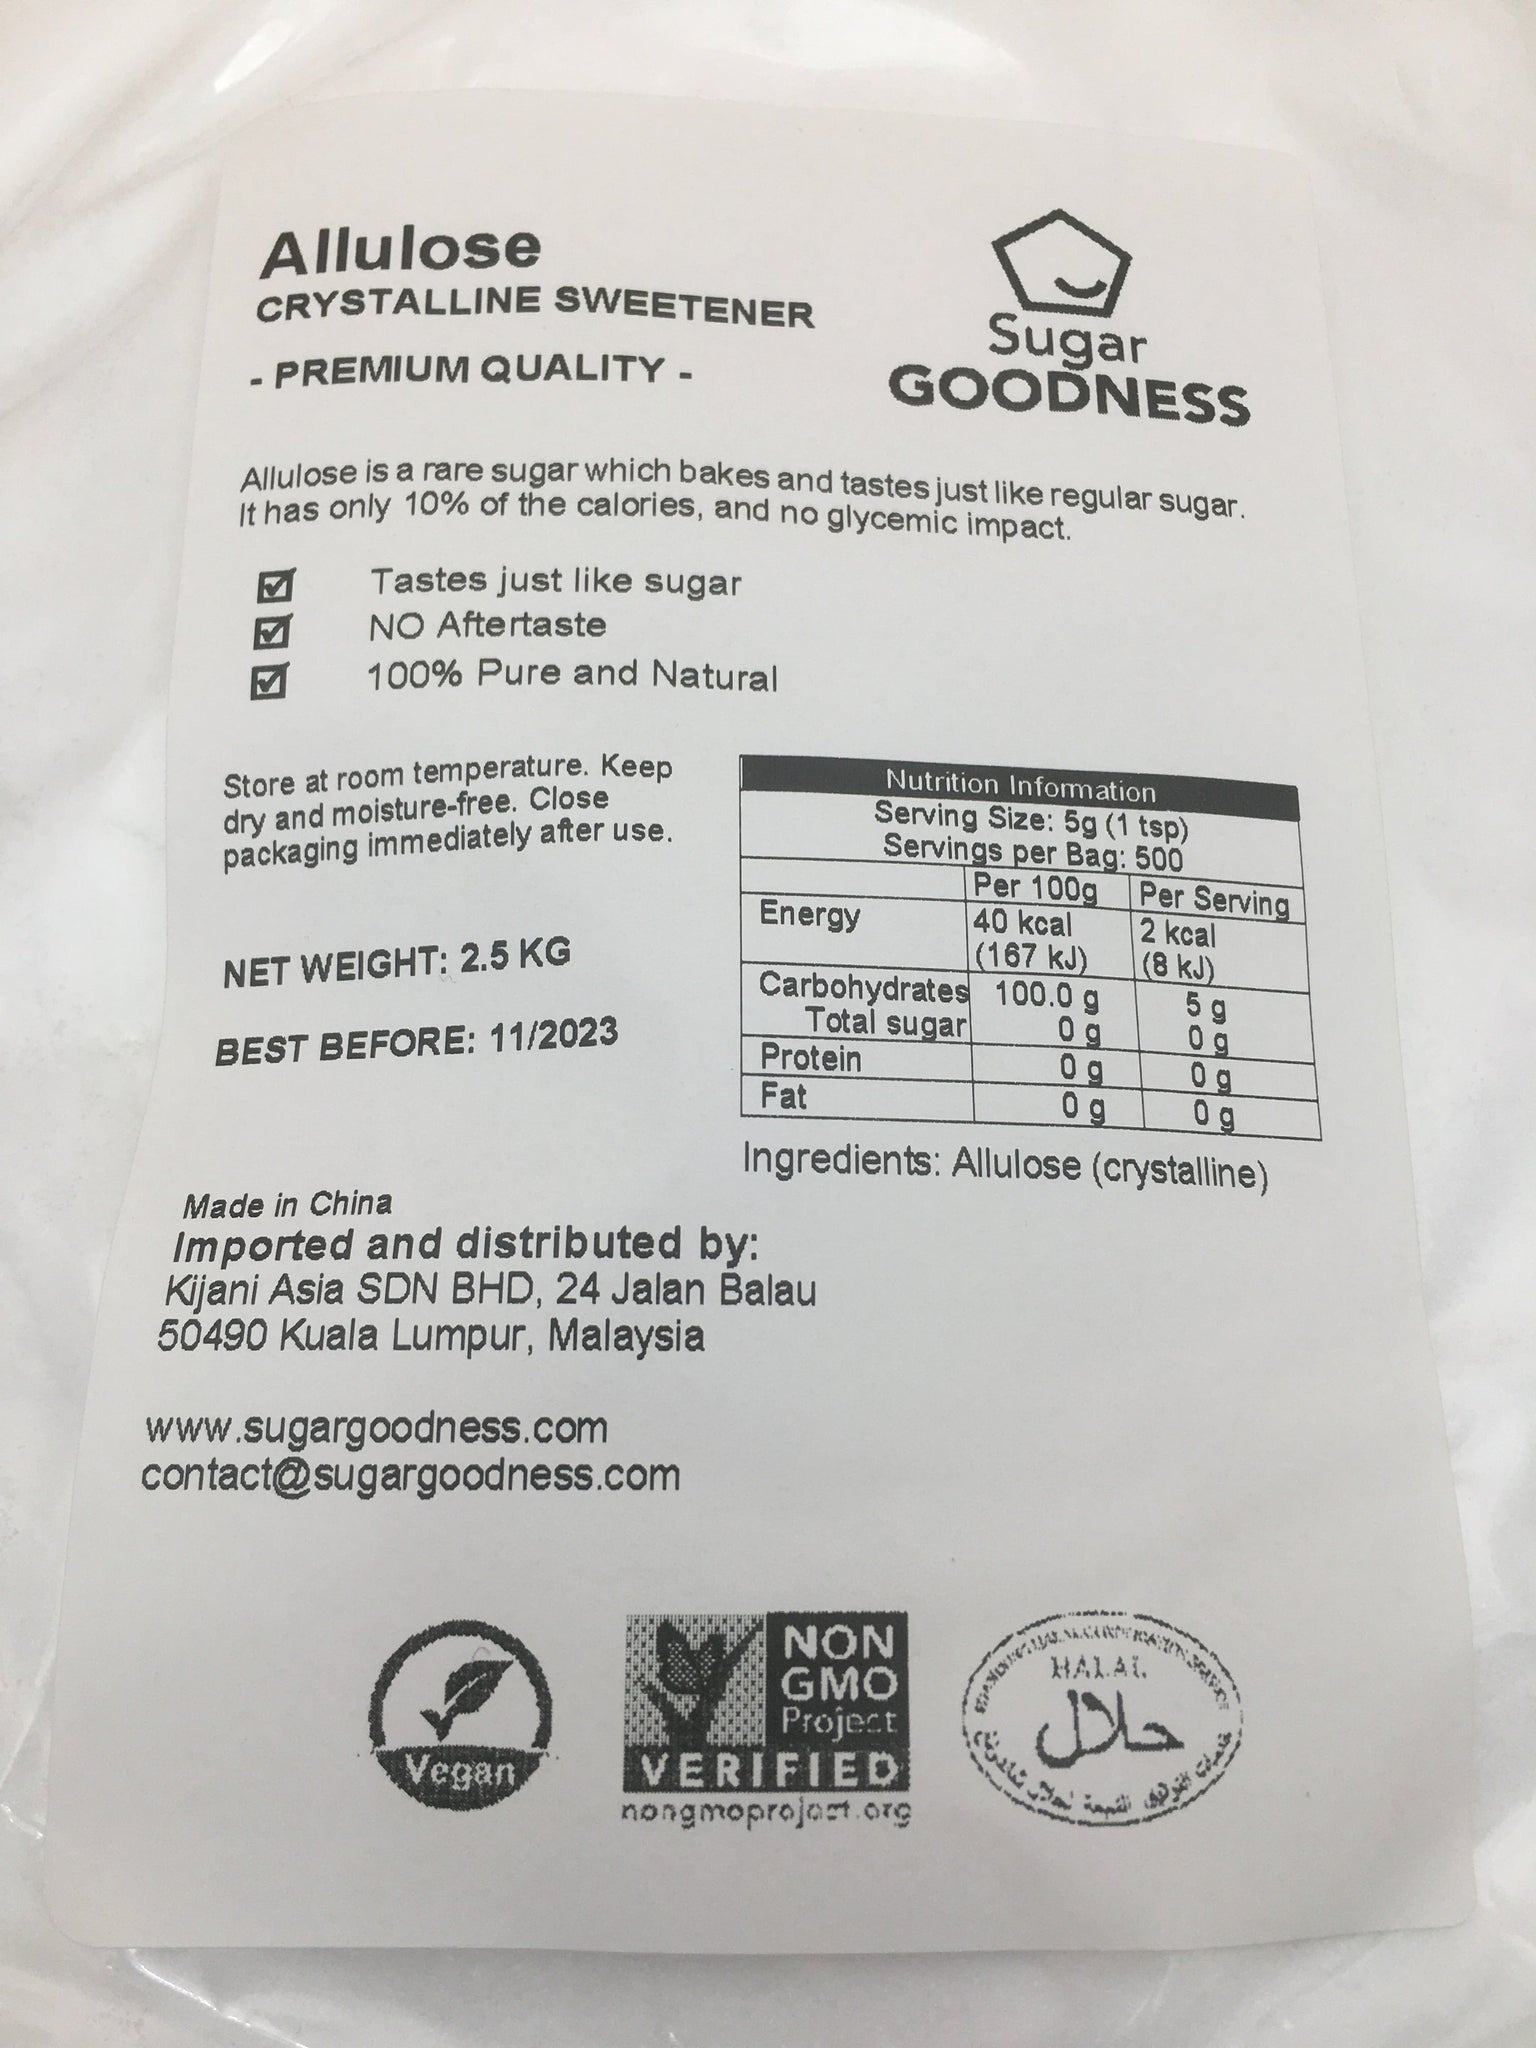 Allulose
CRYSTALLINE SWEETENER
- PREMIUM QUALITY -
Sugar
GOODNESS
Allulose is a rare sugar which bakes and tastes just like regular sugar.
It has only 10% of the calories, and no glycemic impact.
Tastes just like sugar
NO Aftertaste
100% Pure and Natural
Store at room temperature. Keep
dry and moisture-free. Close
packaging immediately after use.
NET WEIGHT: 2.5 KG
BEST BEFORE: 11/2023
Nutrition Information
Serving Size: 5g (1 tsp)
Servings per Bag: 500
Per 100g Per Serving
Energy 40 kcal 2 kcal
(167 kJ) (8 kJ)
Carbohydrates 100.0 g 5 g
Total sugar 0 g 0 g
Protein 0 g 0 g
Fat 0 g 0 g
Ingredients: Allulose (crystalline)
Made in China
Imported and distributed by:
Kijani Asia SDN BHD, 24 Jalan Balau
50490 Kuala Lumpur, Malaysia
www.sugargoodness.com
contact@sugargoodness.com
Vegan
NON
GMO
Project
VERIFIED
nongmoproject.org
HALAL
حلال